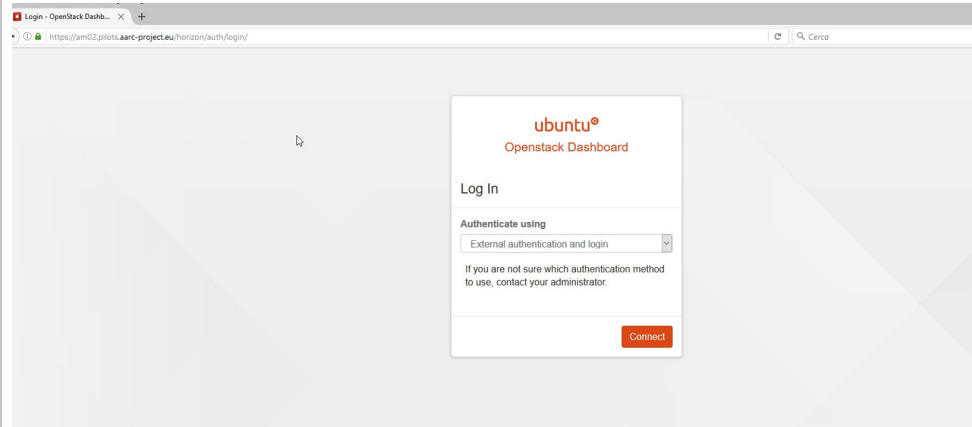 Login - OpenStack Dashb...
https://am02.pilots.aarc-project.eu/horizon/auth/login/
Cerca
ubuntu
Openstack Dashboard
Log In
Authenticate using
External authentication and login
If you are not sure which authentication method
to use, contact your administrator.
Connect